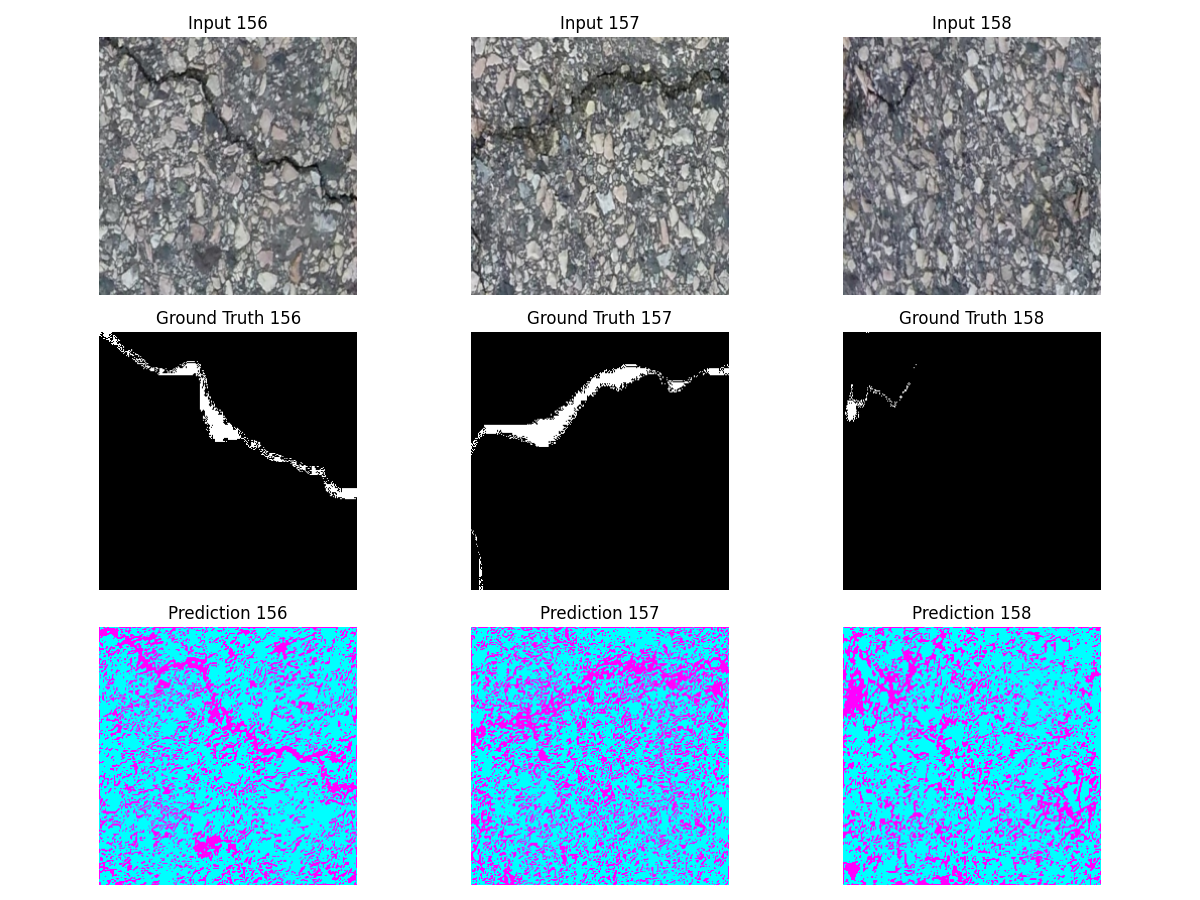 Input 156
Input 157
Input 158
Ground Truth 156
Ground Truth 157
Ground Truth 158
Prediction 156
Prediction 157
Prediction 158